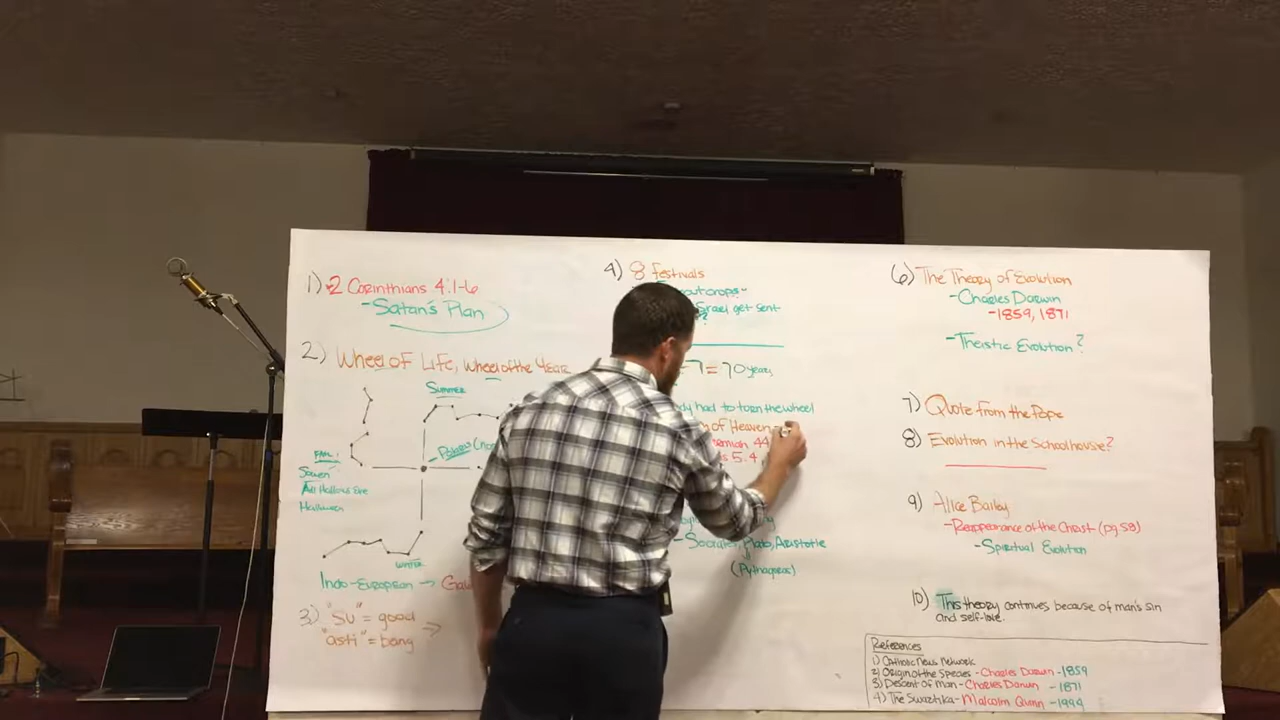 1) 2 Corinthians 4:1-6
-Satan's Plan
2) Wheel of Life, Wheel of the Year
Summer
FALL:
All Hallows Eve
Halloween
WINTER
Indo-European →
3) "SU" = good
"asti" = being
4) 8 festivals
crops"
Israel get sent
?
7 = 70 years
had to turn the wheel
of Heaven
44
5:4
-Socrates, Plato, Aristotle
(Pythagoras)
6) The Theory of Evolution
-Charles Darwin
-1859, 1871
-Theistic Evolution?
7) Quote from the Pope
8) Evolution in the Schoolhouse?
9) Alice Bailey
-Reappearance of the Christ (pg 58)
-Spiritual Evolution
10) This theory continues because of man's sin
and self-love.
References
1) Catholic News Network
2) Origin of the Species - Charles Darwin -1859
3) Descent of Man - Charles Darwin - 1871
4) The Swastika - Malcolm Quinn -1994